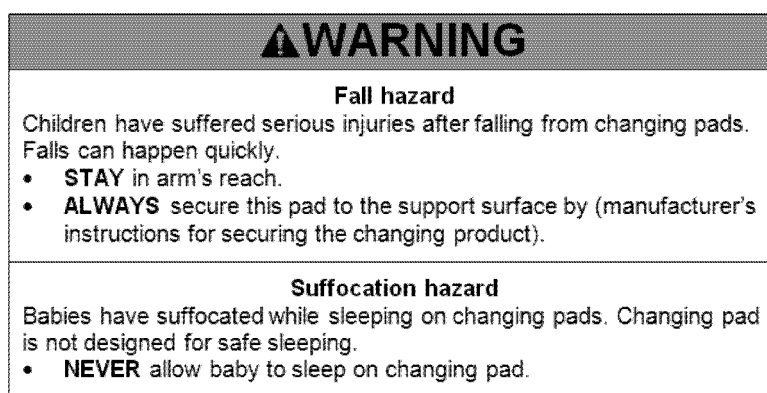 ⚠WARNING
Fall hazard
Children have suffered serious injuries after falling from changing pads.
Falls can happen quickly.
• STAY in arm's reach.
• ALWAYS secure this pad to the support surface by (manufacturer's
instructions for securing the changing product).
Suffocation hazard
Babies have suffocated while sleeping on changing pads. Changing pad
is not designed for safe sleeping.
• NEVER allow baby to sleep on changing pad.